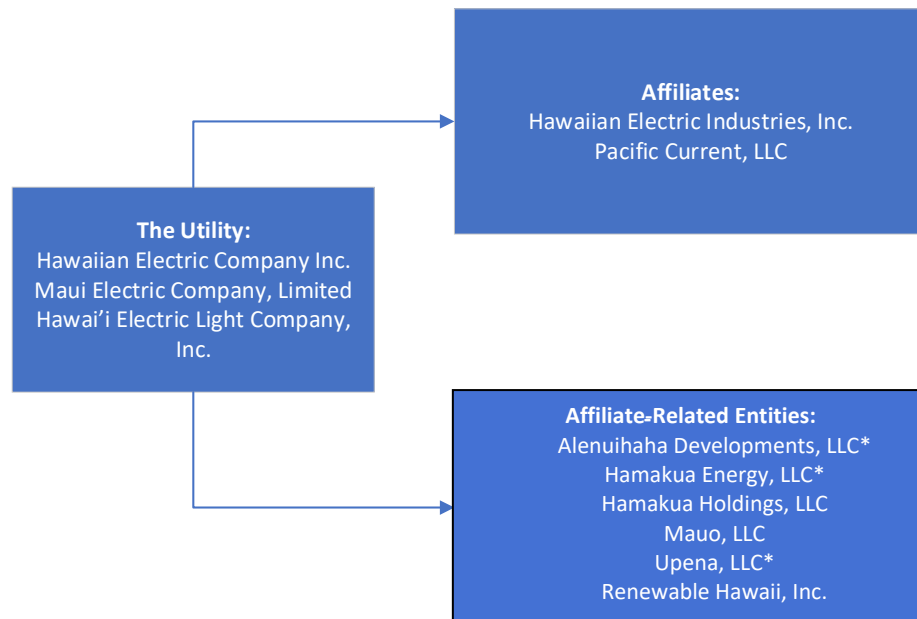 Affiliates:
Hawaiian Electric Industries, Inc.
Pacific Current, LLC
The Utility:
Hawaiian Electric Company Inc.
Maui Electric Company, Limited
Hawai’i Electric Light Company,
Inc.
Affiliate-Related Entities:
Alenuihaha Developments, LLC*
Hamakua Energy, LLC*
Hamakua Holdings, LLC
Mauo, LLC
Upena, LLC*
Renewable Hawaii, Inc.